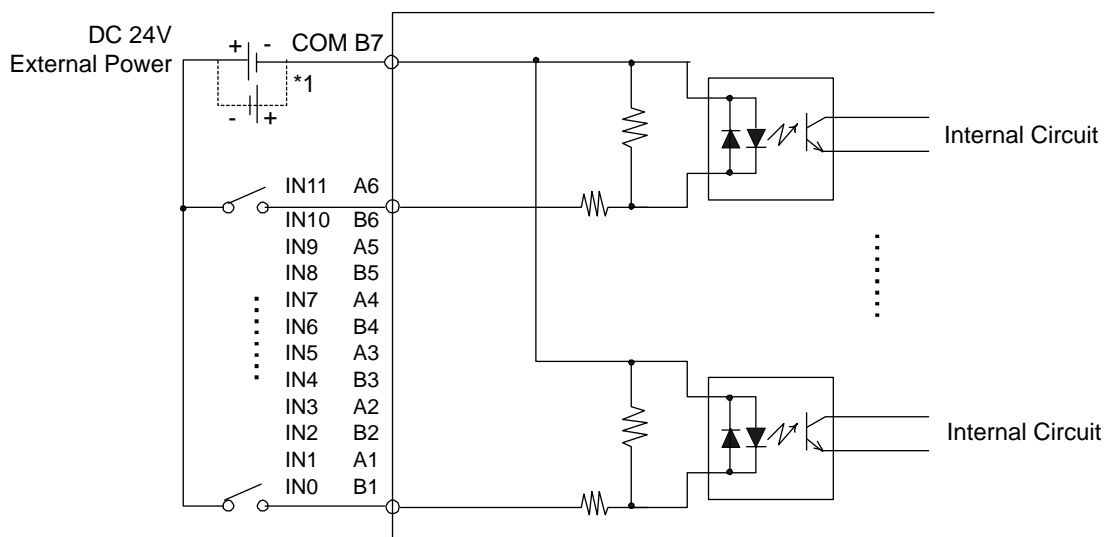 DC 24V
External Power
+ - COM B7
*1
- +
Internal Circuit
IN11 A6
IN10 B6
IN9 A5
IN8 B5
IN7 A4
IN6 B4
IN5 A3
IN4 B3
IN3 A2
IN2 B2
IN1 A1
IN0 B1
Internal Circuit